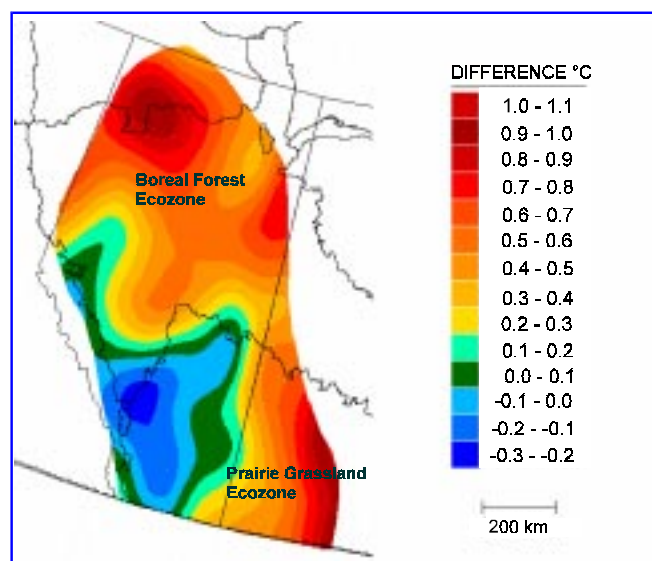 DIFFERENCE °C
1.0 - 1.1
0.9 - 1.0
0.8 - 0.9
0.7 - 0.8
0.6 - 0.7
0.5 - 0.6
0.4 - 0.5
0.3 - 0.4
0.2 - 0.3
0.1 - 0.2
0.0 - 0.1
-0.1 - 0.0
-0.2 - -0.1
-0.3 - -0.2
200 km
Boreal Forest
Ecozone
Prairie Grassland
Ecozone